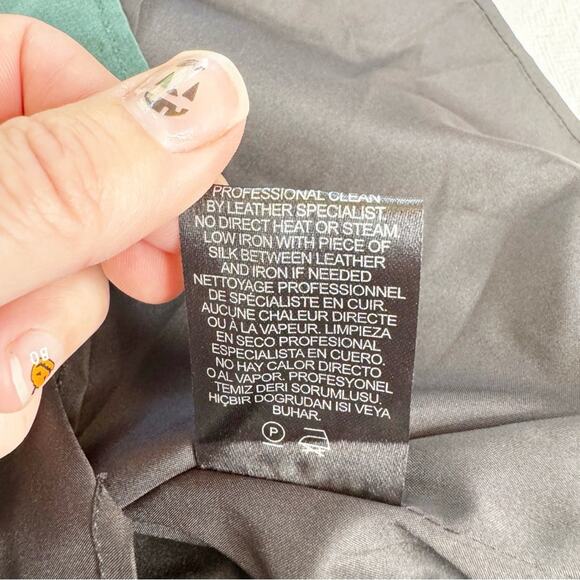 PROFESSIONAL CLEAN
BY LEATHER SPECIALIST.
NO DIRECT HEAT OR STEAM,
LOW IRON WITH PIECE OF
SILK BETWEEN LEATHER
AND IRON IF NEEDED
NETTOYAGE PROFESSIONNEL
DE SPÉCIALISTE EN CUIR.
AUCUNE CHALEUR DIRECTE
OU À LA VAPEUR. LIMPIEZA
EN SECO PROFESIONAL
ESPECIALISTA EN CUERO.
NO HAY CALOR DIRECTO
O AL VAPOR. PROFESYONEL
TEMIZ DERI SORUMLUSU.
HIÇBIR DOGRUDAN ISI VEYA
BUHAR.
P
BO